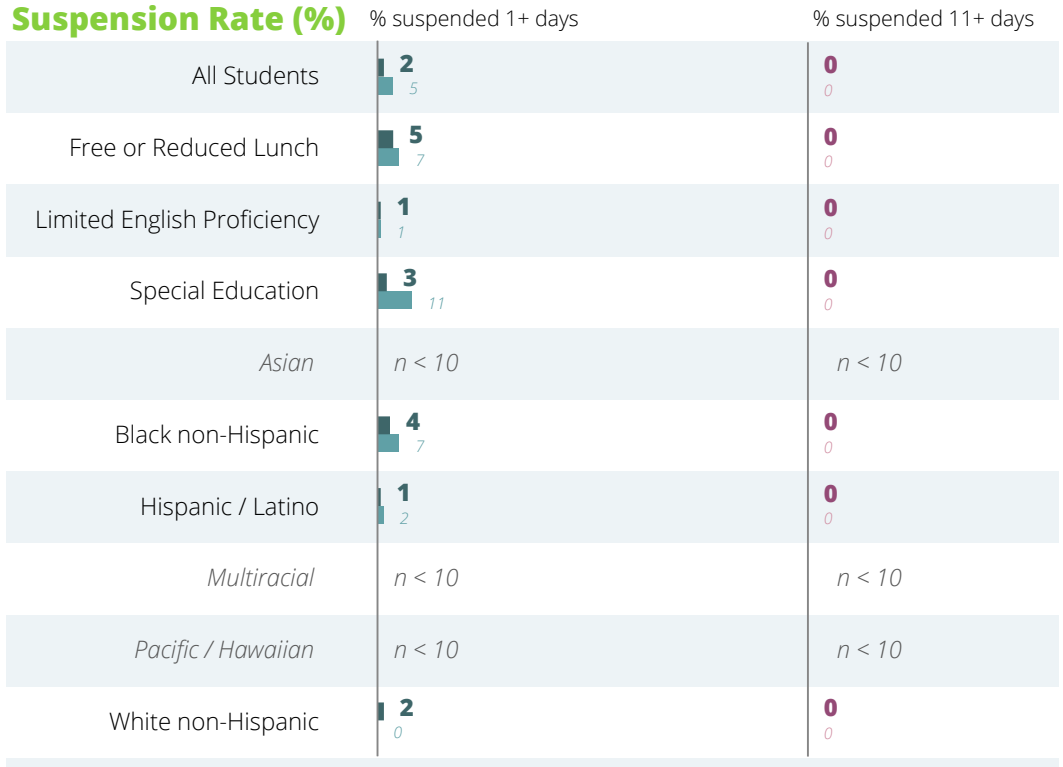 Suspension Rate (%) % suspended 1+ days % suspended 11+ days
All Students 2 0
5 0
Free or Reduced Lunch 5 0
7 0
Limited English Proficiency 1 0
1 0
Special Education 3 0
11 0
Asian n < 10 n < 10
Black non-Hispanic 4 0
7 0
Hispanic / Latino 1 0
2 0
Multiracial n < 10 n < 10
Pacific / Hawaiian n < 10 n < 10
White non-Hispanic 2 0
0 0